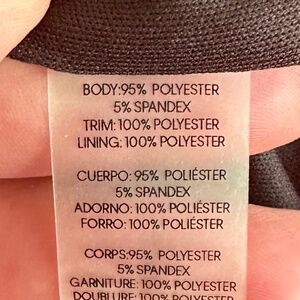 BODY:95% POLYESTER
5% SPANDEX
TRIM: 100% POLYESTER
LINING: 100% POLYESTER
CUERPO: 95% POLIÉSTER
5% SPANDEX
ADORNO: 100% POLIÉSTER
FORRO: 100% POLIÉSTER
CORPS:95% POLYESTER
5% SPANDEX
GARNITURE: 100% POLYESTER
DOUBLURE: 100% POLYESTER